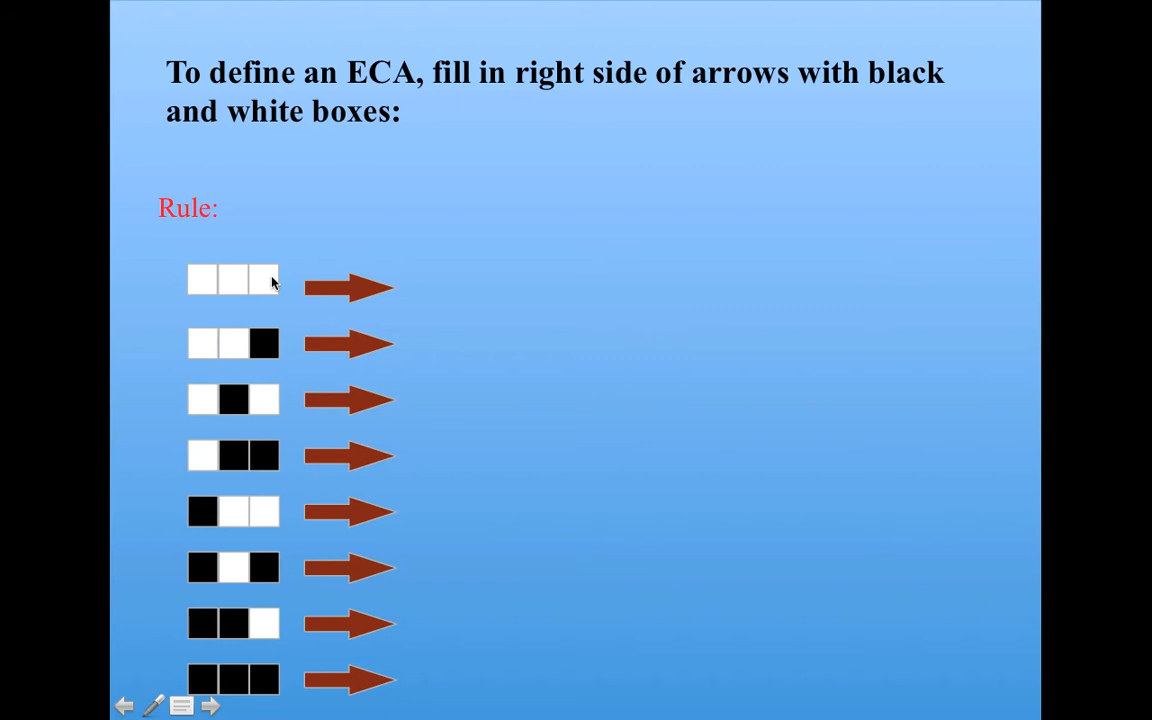 To define an ECA, fill in right side of arrows with black
and white boxes:
Rule: